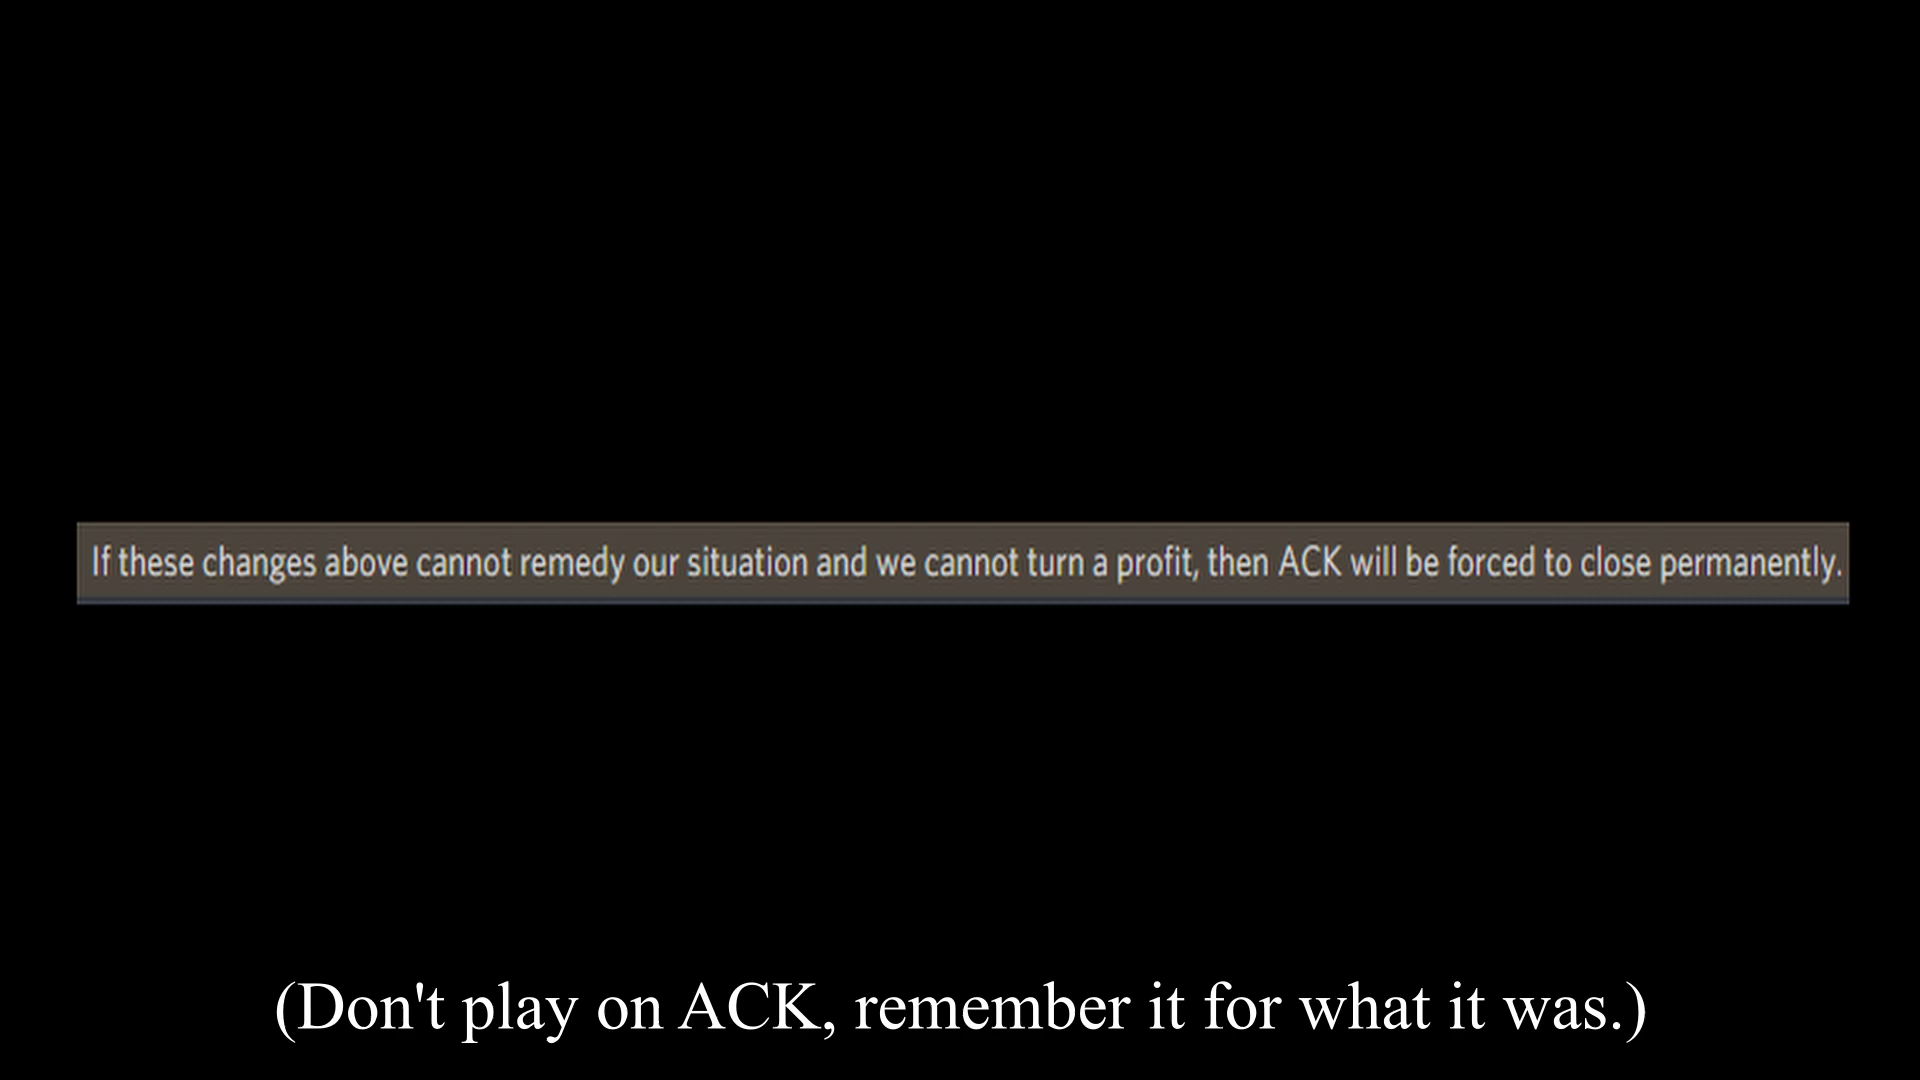 If these changes above cannot remedy our situation and we cannot turn a profit, then ACK will be forced to close permanently.
(Don't play on ACK, remember it for what it was.)